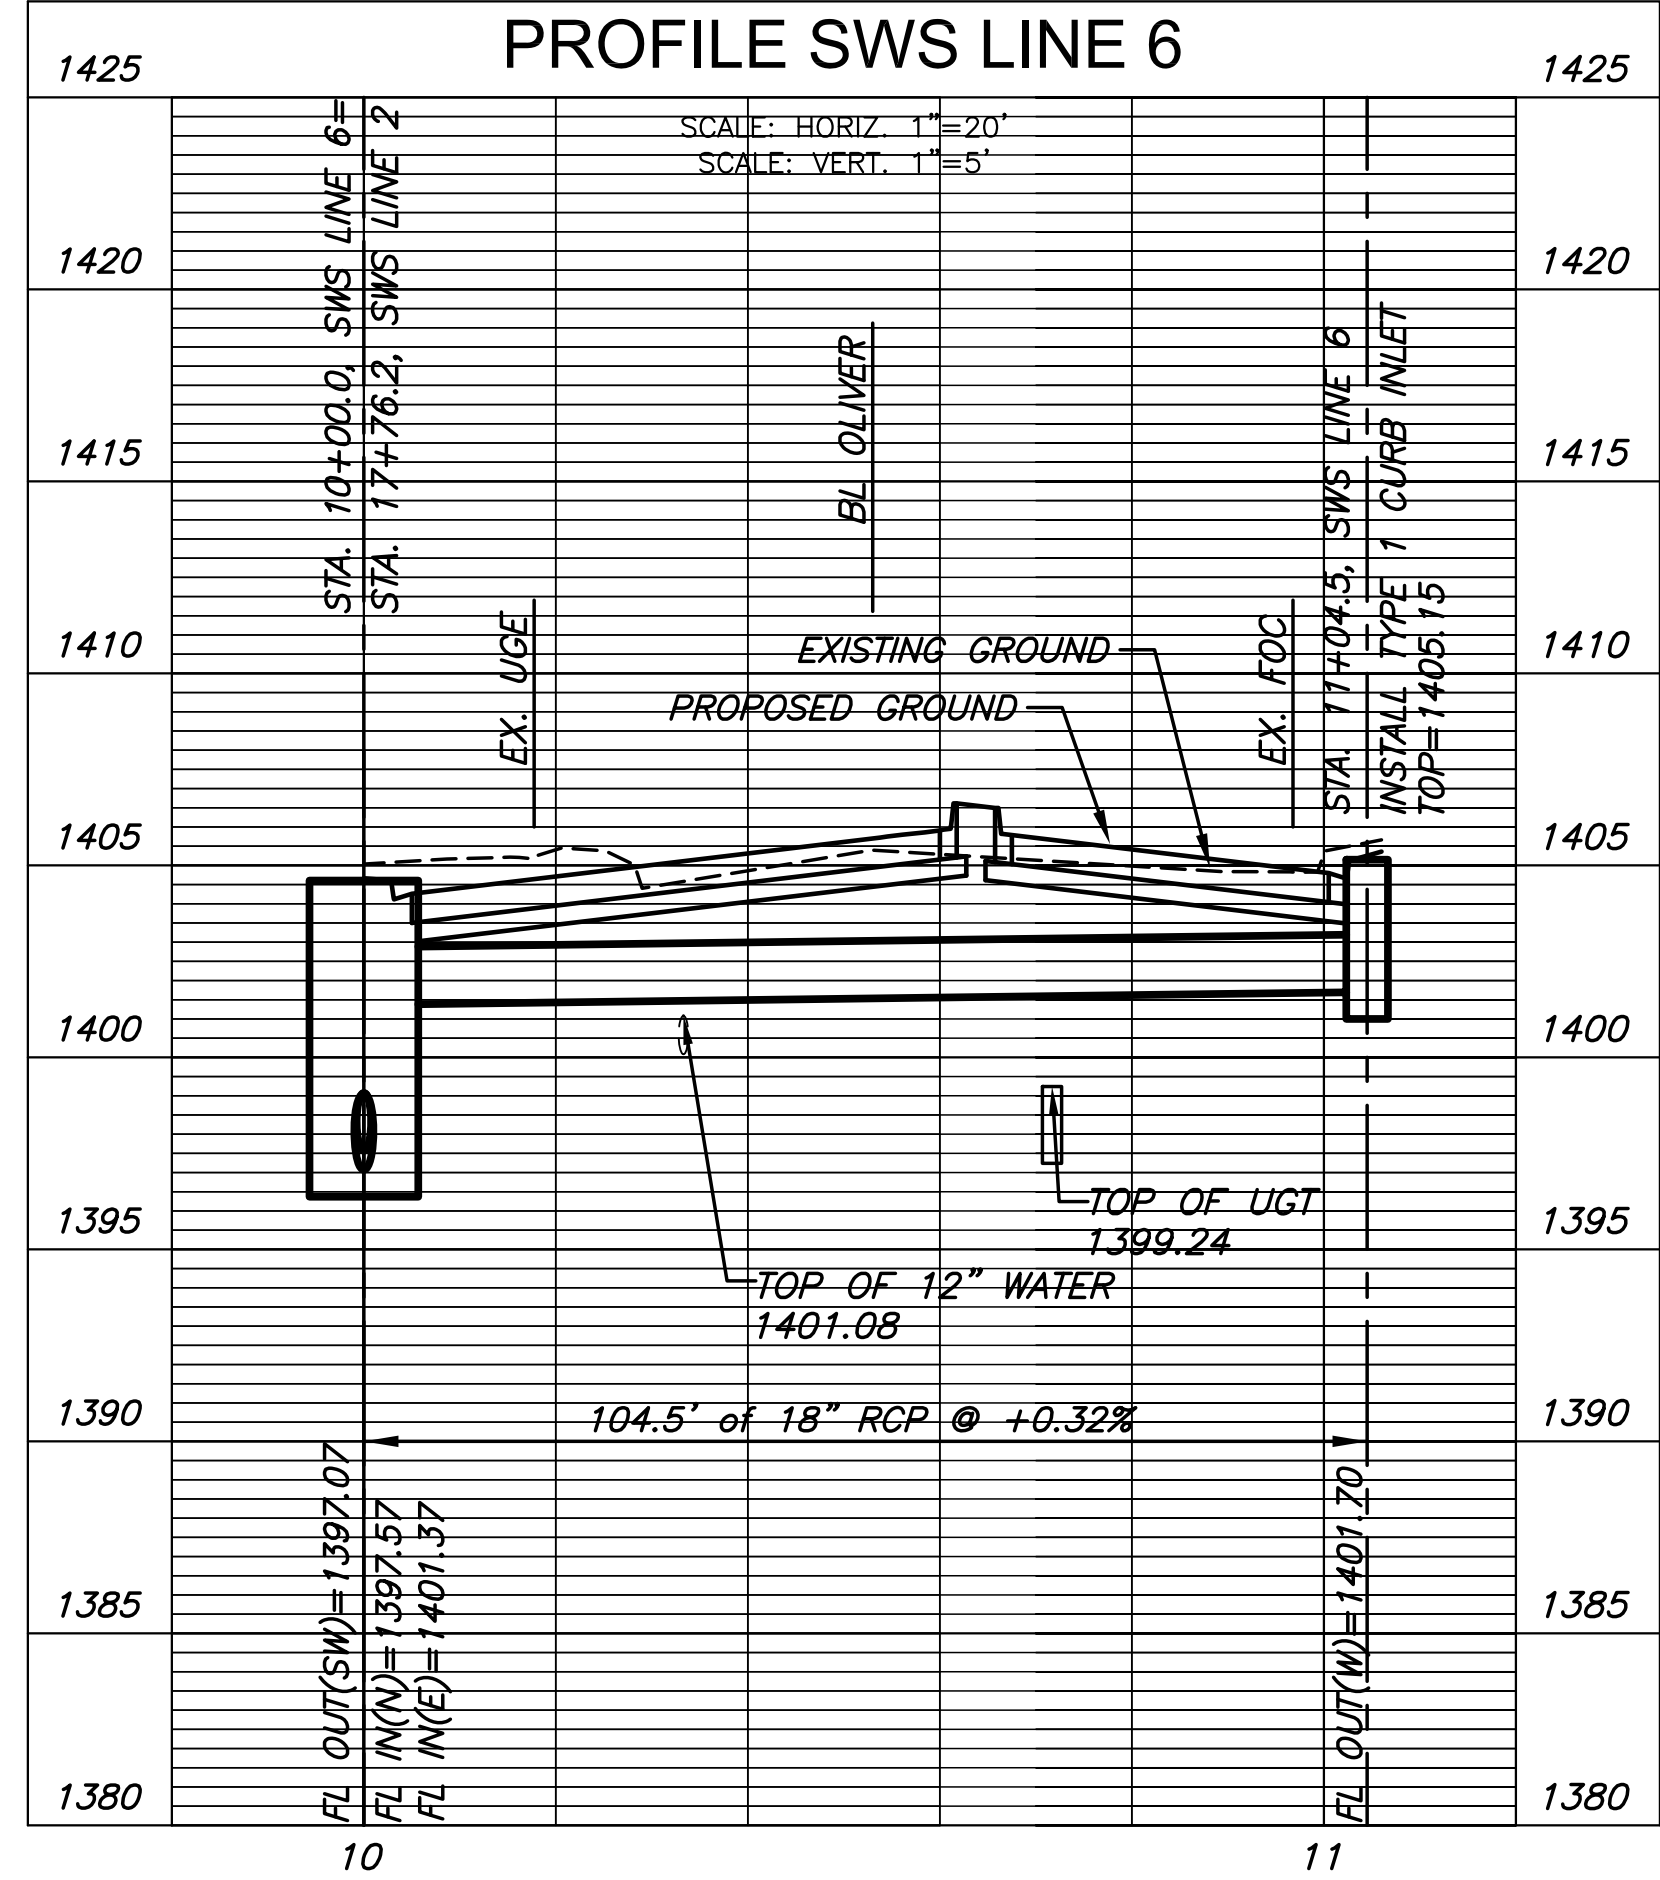 PROFILE SWS LINE 6
1425
1425
SCALE: HORIZ. 1"=20'
SCALE: VERT. 1"=5'
1420
1420
1415
1415
1410
1410
1405
1405
1400
1400
1395
1395
1390
1390
1385
1385
1380
1380
STA. 10+00.0, SWS LINE 6=
STA. 17+76.2, SWS LINE 2
EX. UGE
BL OLIVER
EXISTING GROUND
PROPOSED GROUND
EX. FOC
STA. 11+04.5, SWS LINE 6
INSTALL TYPE 1 CURB INLET
TOP=1405.15
TOP OF UGT
1399.24
TOP OF 12" WATER
1401.08
104.5' of 18" RCP @ +0.32%
FL OUT(SW)=1397.07
FL IN(N)=1397.57
FL IN(E)=1401.37
FL OUT(W)=1401.70
10
11